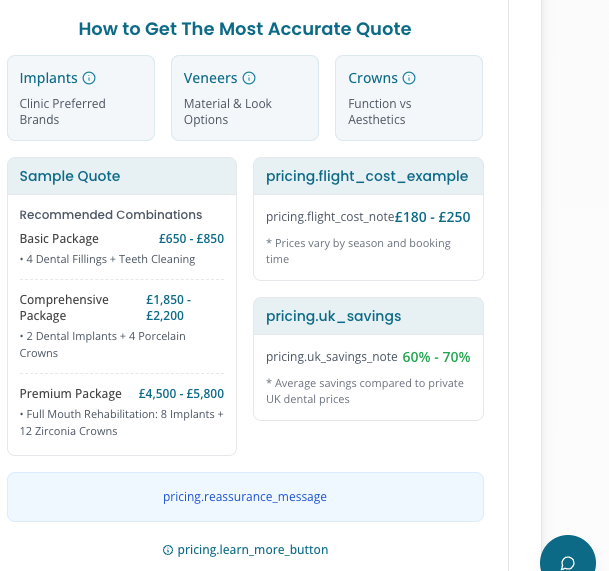 How to Get The Most Accurate Quote
Implants
Clinic Preferred
Brands
Veneers
Material & Look
Options
Crowns
Function vs
Aesthetics
Sample Quote
Recommended Combinations
Basic Package £650 - £850
• 4 Dental Fillings + Teeth Cleaning
Comprehensive
Package
£1,850 -
£2,200
• 2 Dental Implants + 4 Porcelain
Crowns
Premium Package £4,500 - £5,800
• Full Mouth Rehabilitation: 8 Implants +
12 Zirconia Crowns
pricing.flight_cost_example
pricing.flight_cost_note£180 - £250
* Prices vary by season and booking
time
pricing.uk_savings
pricing.uk_savings_note 60% - 70%
* Average savings compared to private
UK dental prices
pricing.reassurance_message
pricing.learn_more_button